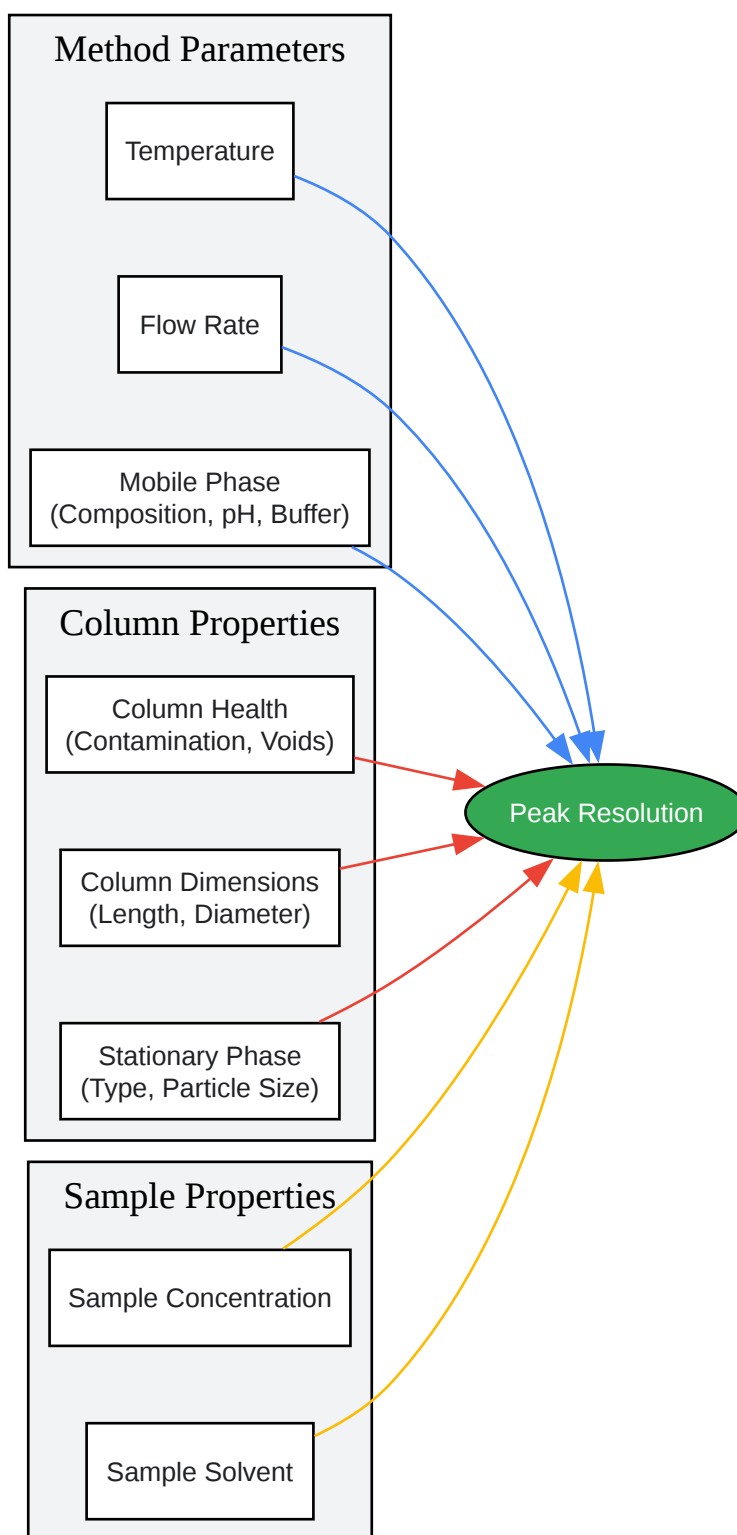 Method Parameters
Temperature
Flow Rate
Mobile Phase
(Composition, pH, Buffer)
Column Properties
Column Health
(Contamination, Voids)
Peak Resolution
Column Dimensions
(Length, Diameter)
Stationary Phase
(Type, Particle Size)
Sample Properties
Sample Concentration
Sample Solvent